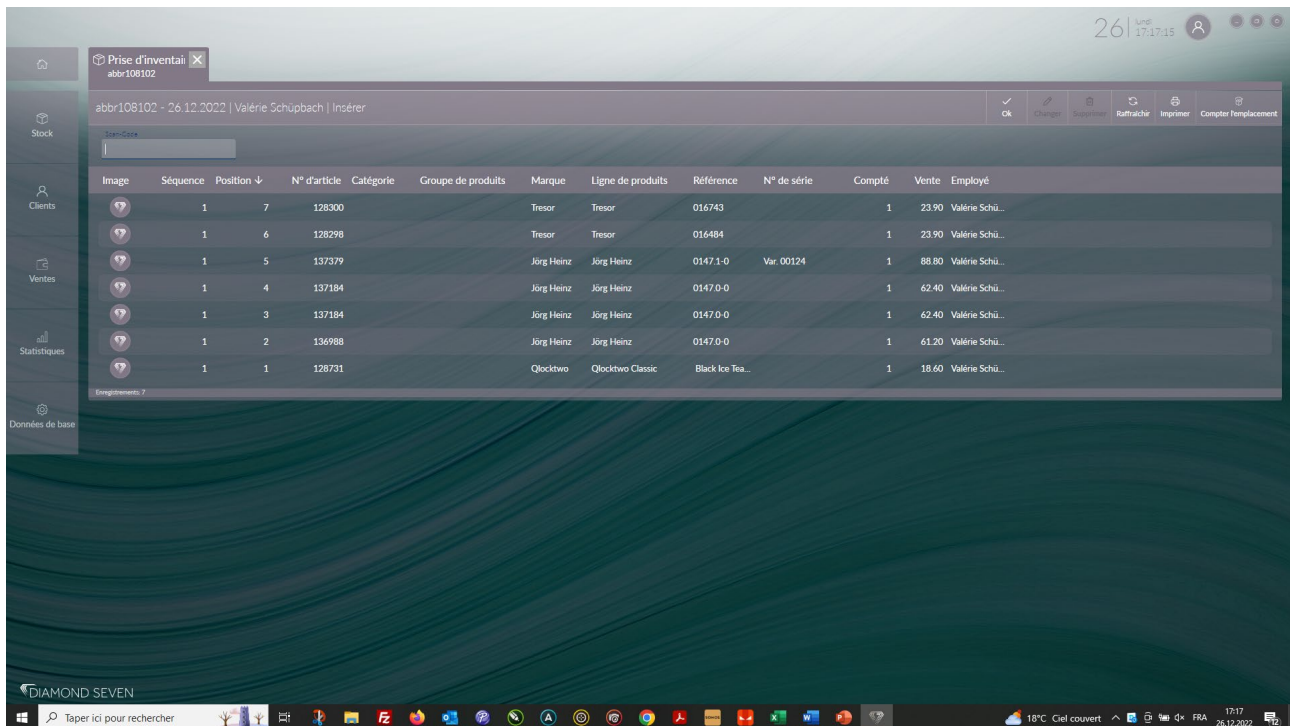 26 lundi
17:17:15
Prise d'inventai
abbr108102
abbr108102 - 26.12.2022 | Valérie Schüpbach | Insérer
Ok Changer Supprimer Raffraîchir Imprimer Compter l'emplacement
Stock
Scan-Code
Image Séquence Position N° d'article Catégorie Groupe de produits Marque Ligne de produits Référence N° de série Compté Vente Employé
1 7 128300 Tresor Tresor 016743 1 23.90 Valérie Schü...
Clients
1 6 128298 Tresor Tresor 016484 1 23.90 Valérie Schü...
1 5 137379 Jörg Heinz Jörg Heinz 0147.1-0 Var. 00124 1 88.80 Valérie Schü...
Ventes
1 4 137184 Jörg Heinz Jörg Heinz 0147.0-0 1 62.40 Valérie Schü...
1 3 137184 Jörg Heinz Jörg Heinz 0147.0-0 1 62.40 Valérie Schü...
1 2 136988 Jörg Heinz Jörg Heinz 0147.0-0 1 61.20 Valérie Schü...
Statistiques
1 1 128731 Qlocktwo Qlocktwo Classic Black Ice Tea... 1 18.60 Valérie Schü...
Enregistrements: 7
Données de base
DIAMOND SEVEN
Taper ici pour rechercher
18°C Ciel couvert FRA 17:17
26.12.2022